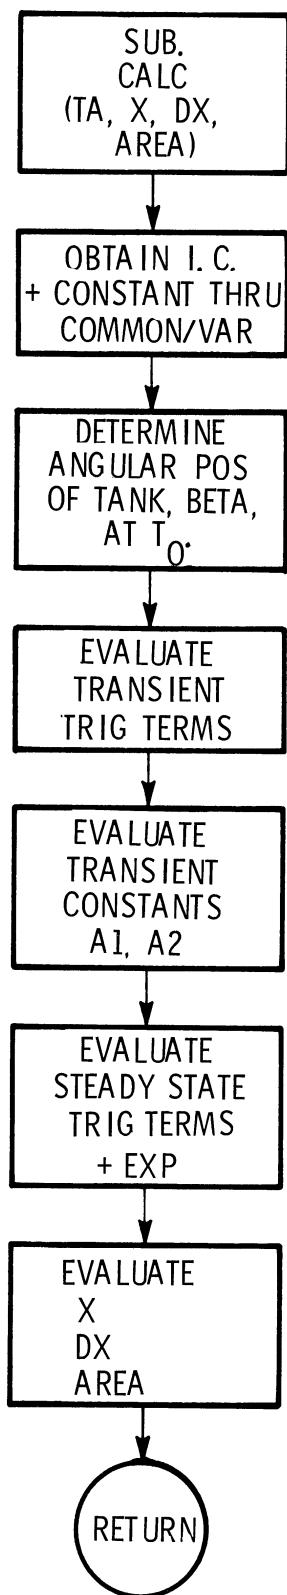 SUB.
CALC
(TA, X, DX,
AREA)
OBTAIN I. C.
+ CONSTANT THRU
COMMON/VAR
DETERMINE
ANGULAR POS
OF TANK, BETA,
AT T0.
EVALUATE
TRANSIENT
TRIG TERMS
EVALUATE
TRANSIENT
CONSTANTS
A1, A2
EVALUATE
STEADY STATE
TRIG TERMS
+ EXP
EVALUATE
X
DX
AREA
RETURN